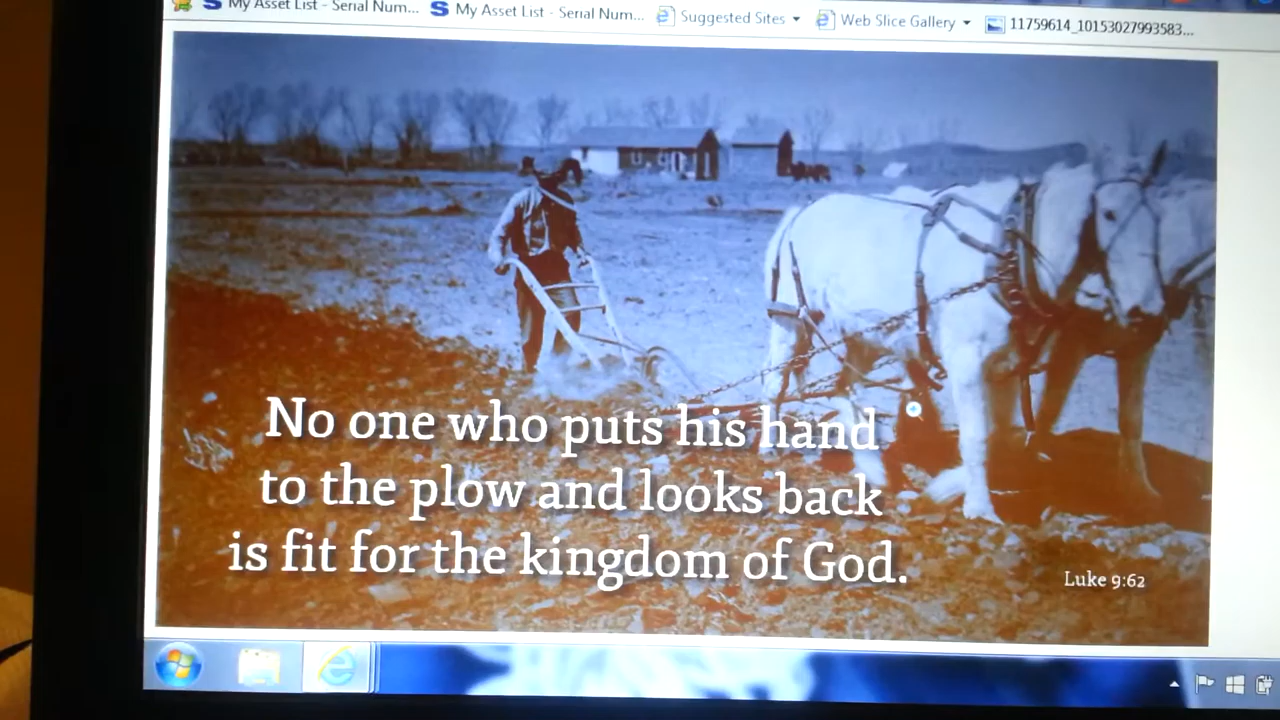 My Asset List - Serial Num...
My Asset List - Serial Num...
Suggested Sites
Web Slice Gallery
11759614_10153027993583...
No one who puts his hand
to the plow and looks back
is fit for the kingdom of God.
Luke 9:62